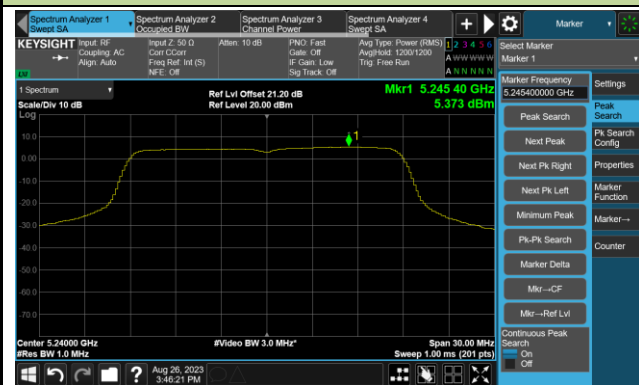 Spectrum Analyzer 1
Swept SA
Spectrum Analyzer 2
Occupied BW
Spectrum Analyzer 3
Channel Power
Spectrum Analyzer 4
Swept SA
Marker
KEYSIGHT
Input: RF
Coupling: AC
Align: Auto
Input Z: 50 Ω
Corr CCorr
Freq Ref: Int (S)
NFE: Off
Atten: 10 dB
PNO: Fast
Gate: Off
IF Gain: Low
Sig Track: Off
Avg Type: Power (RMS)
Avg|Hold: 1200/1200
Trig: Free Run
1 2 3 4 5 6
A W W W W W
A N N N N N
Select Marker
Marker 1
1 Spectrum
Scale/Div 10 dB
Ref Lvl Offset 21.20 dB
Ref Level 20.00 dBm
Mkr1 5.245 40 GHz
5.373 dBm
Log
10.0
0.00
-10.0
-20.0
-30.0
-40.0
-50.0
-60.0
-70.0
1
Center 5.24000 GHz
#Res BW 1.0 MHz
#Video BW 3.0 MHz*
Span 30.00 MHz
Sweep 1.00 ms (201 pts)
Marker Frequency
5.245400000 GHz
Peak Search
Next Peak
Next Pk Right
Next Pk Left
Minimum Peak
Pk-Pk Search
Marker Delta
Mkr→CF
Mkr→Ref Lvl
Continuous Peak
Search
On
Off
Settings
Peak
Search
Pk Search
Config
Properties
Marker
Function
Marker→
Counter
Aug 26, 2023
3:46:21 PM